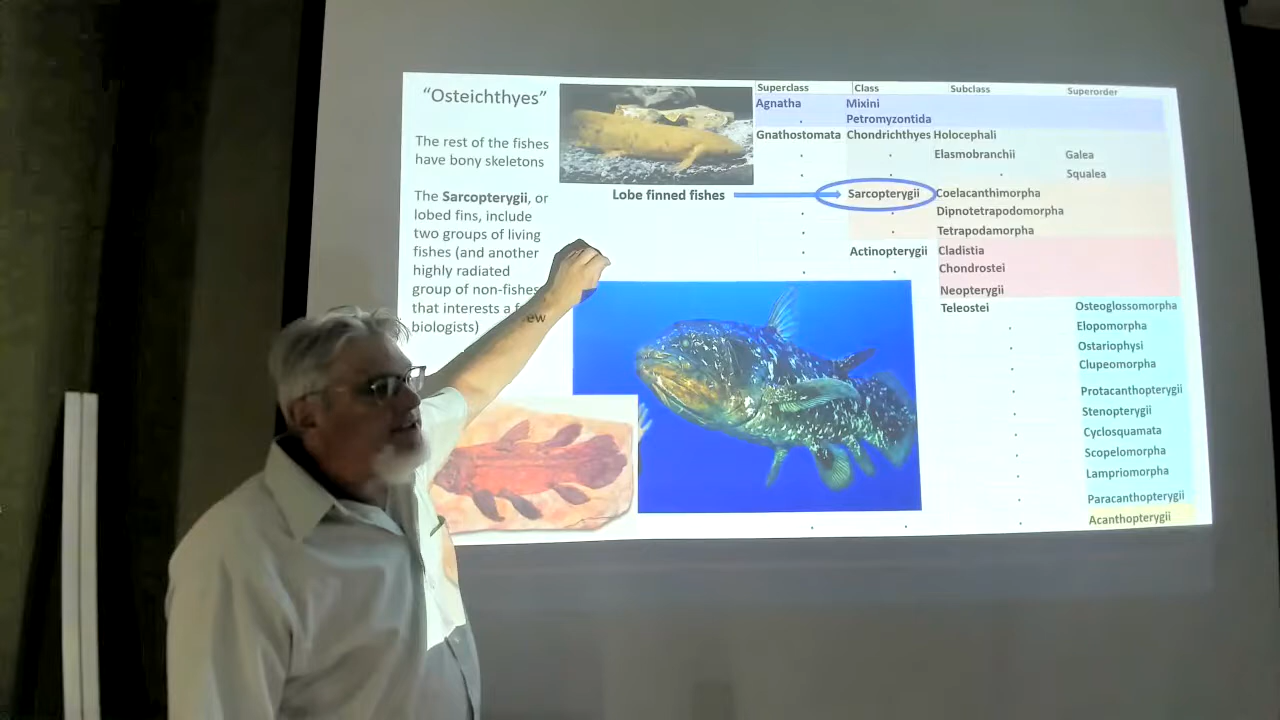 “Osteichthyes”
The rest of the fishes
have bony skeletons
The Sarcopterygii, or
lobed fins, include
two groups of living
fishes (and another
highly radiated
group of non-fishes
that interests a few
biologists)
Lobe finned fishes
Superclass Class Subclass Superorder
Agnatha Mixini
Petromyzontida
Gnathostomata Chondrichthyes Holocephali
Elasmobranchii Galea
Squalea
Sarcopterygii Coelacanthimorpha
Dipnotetrapodomorpha
Tetrapodamorpha
Actinopterygii Cladistia
Chondrostei
Neopterygii
Teleostei Osteoglossomorpha
Elopomorpha
Ostariophysi
Clupeomorpha
Protacanthopterygii
Stenopterygii
Cyclosquamata
Scopelomorpha
Lampriomorpha
Paracanthopterygii
Acanthopterygii